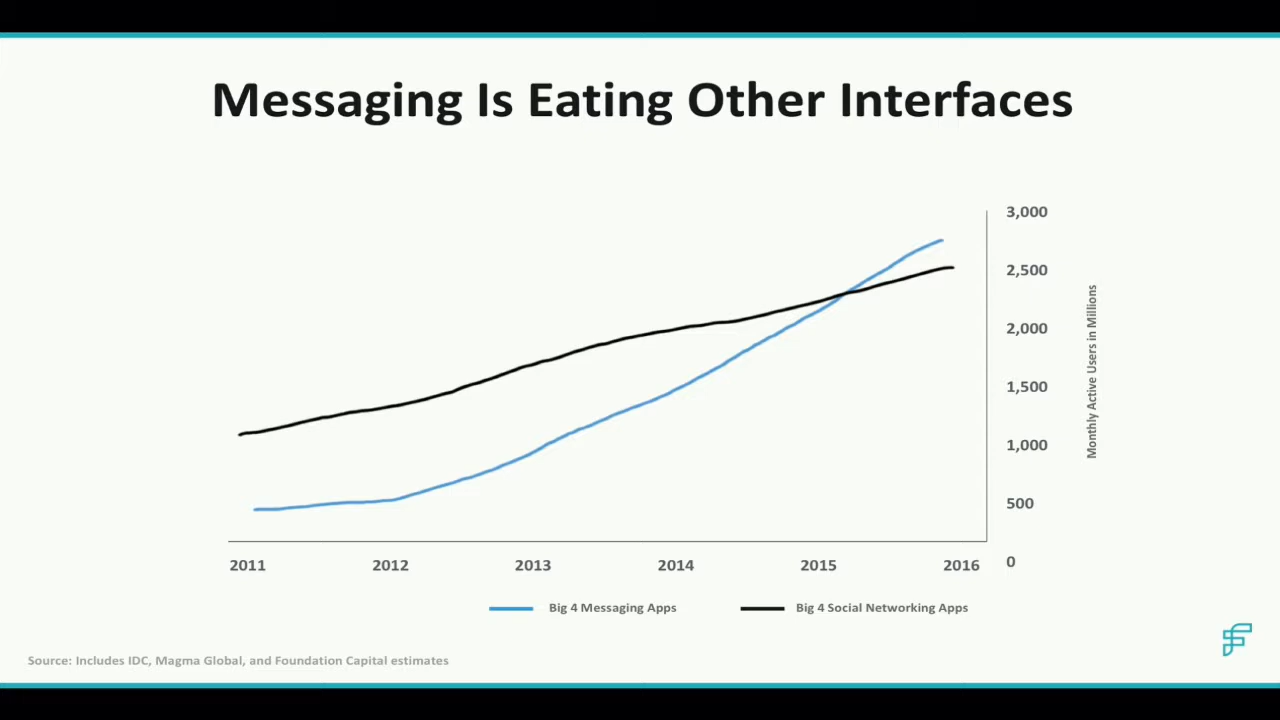 Messaging Is Eating Other Interfaces
3,000
2,500
2,000
1,500
1,000
500
0
Monthly Active Users in Millions
2011 2012 2013 2014 2015 2016
Big 4 Messaging Apps Big 4 Social Networking Apps
Source: Includes IDC, Magma Global, and Foundation Capital estimates